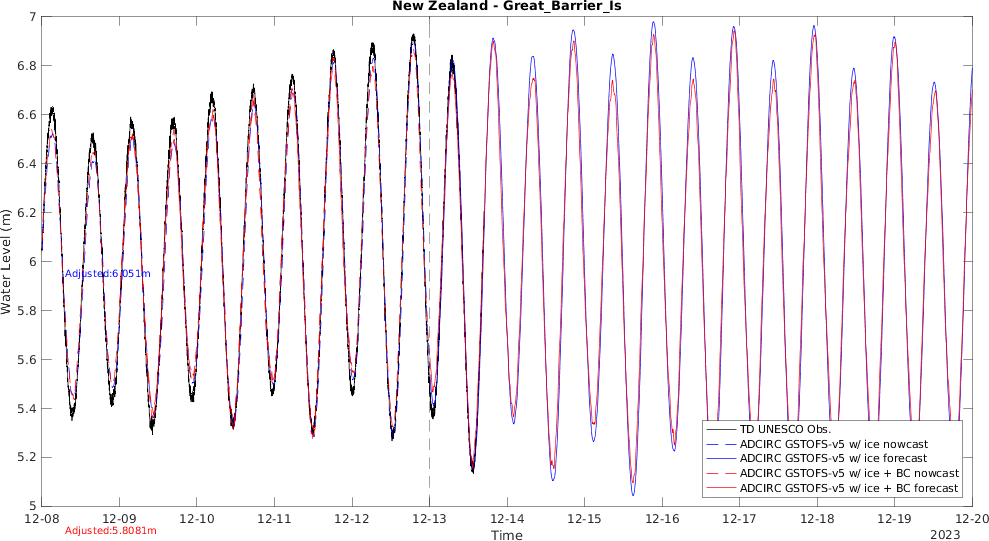 New Zealand - Great_Barrier_Is
7
6.8
6.6
6.4
6.2
6
5.8
5.6
5.4
5.2
5
Water Level (m)
Adjusted:6.051m
TD UNESCO Obs.
ADCIRC GSTOFS-v5 w/ ice nowcast
ADCIRC GSTOFS-v5 w/ ice forecast
ADCIRC GSTOFS-v5 w/ ice + BC nowcast
ADCIRC GSTOFS-v5 w/ ice + BC forecast
12-08 12-09 12-10 12-11 12-12 12-13 12-14 12-15 12-16 12-17 12-18 12-19 12-20
Adjusted:5.8081m
Time
2023